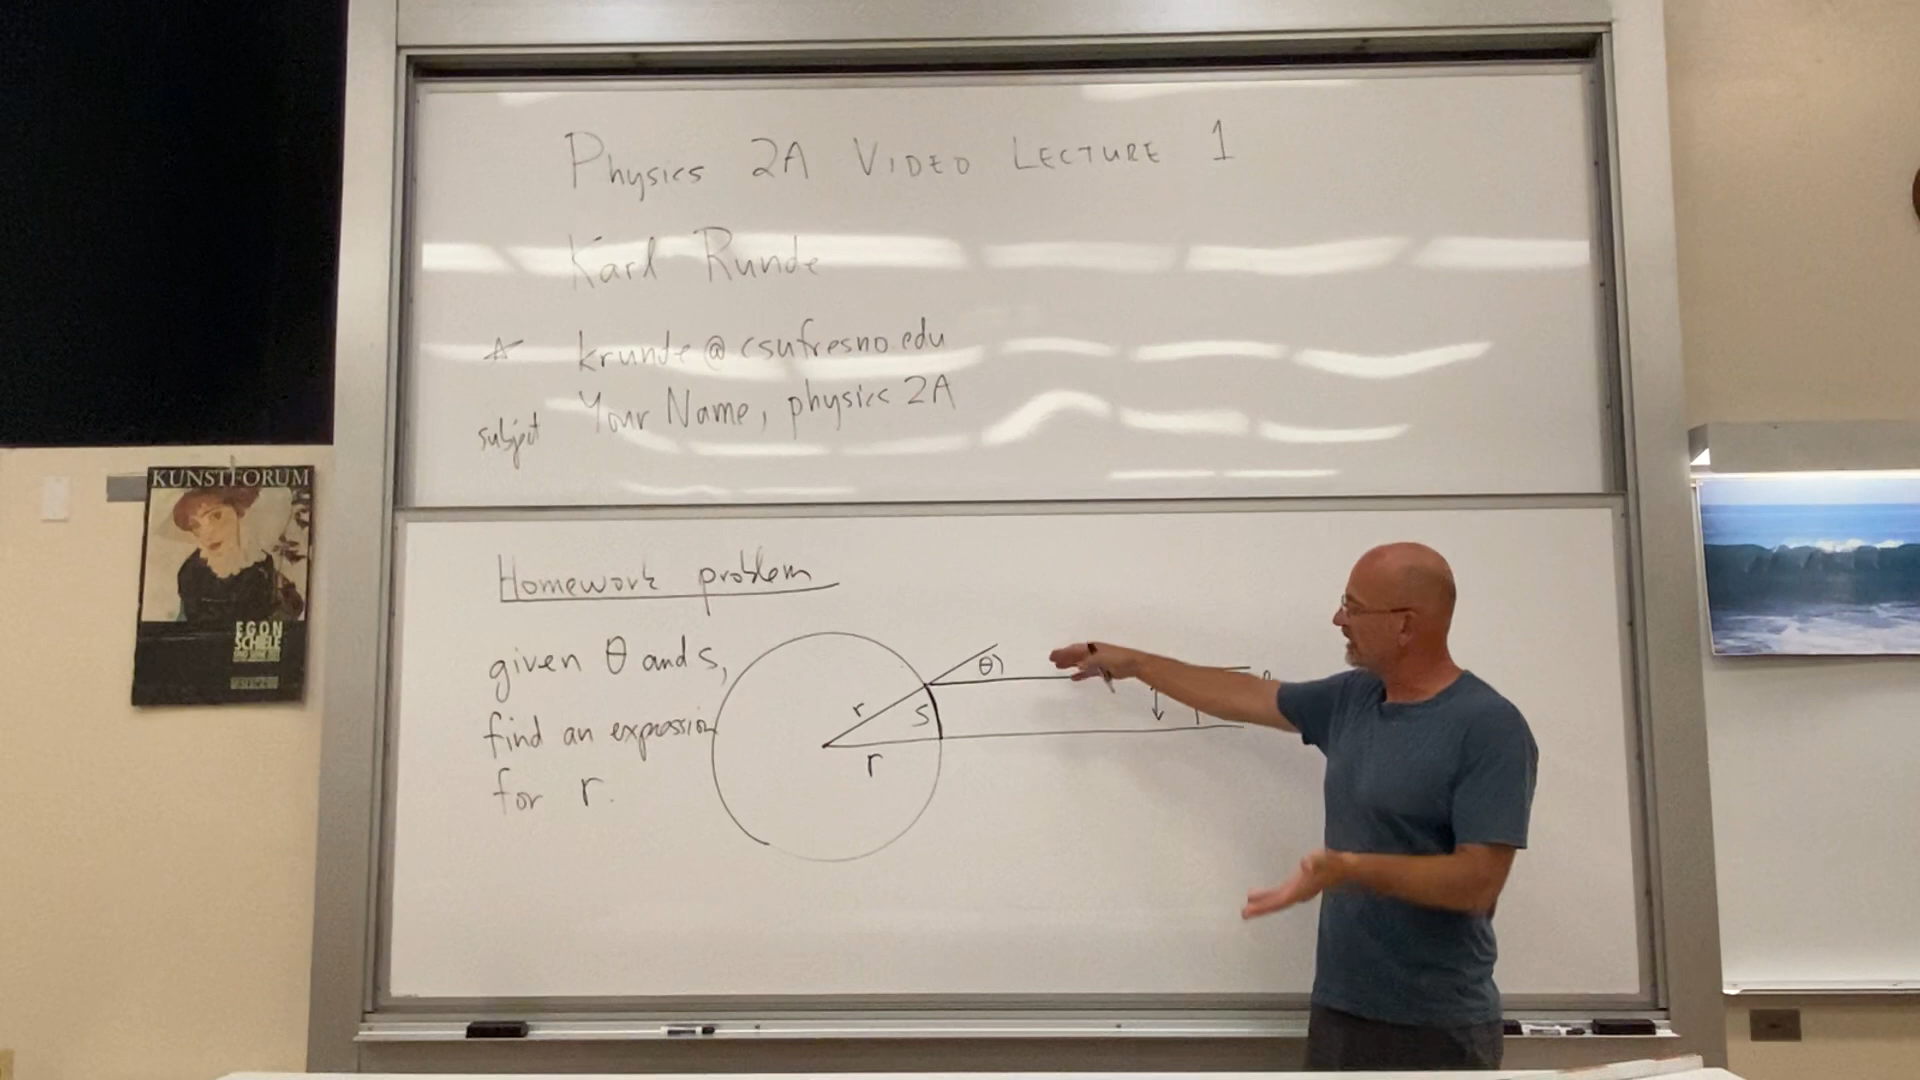 Physics 2A VIDEO LECTURE 1
Karl Runde
krunde@csufresno.edu
subject Your Name, physics 2A
KUNSTFORUM
EGON
SCHIELE
Homework problem
given θ and s,
find an expression
for r.
θ
r
s
r